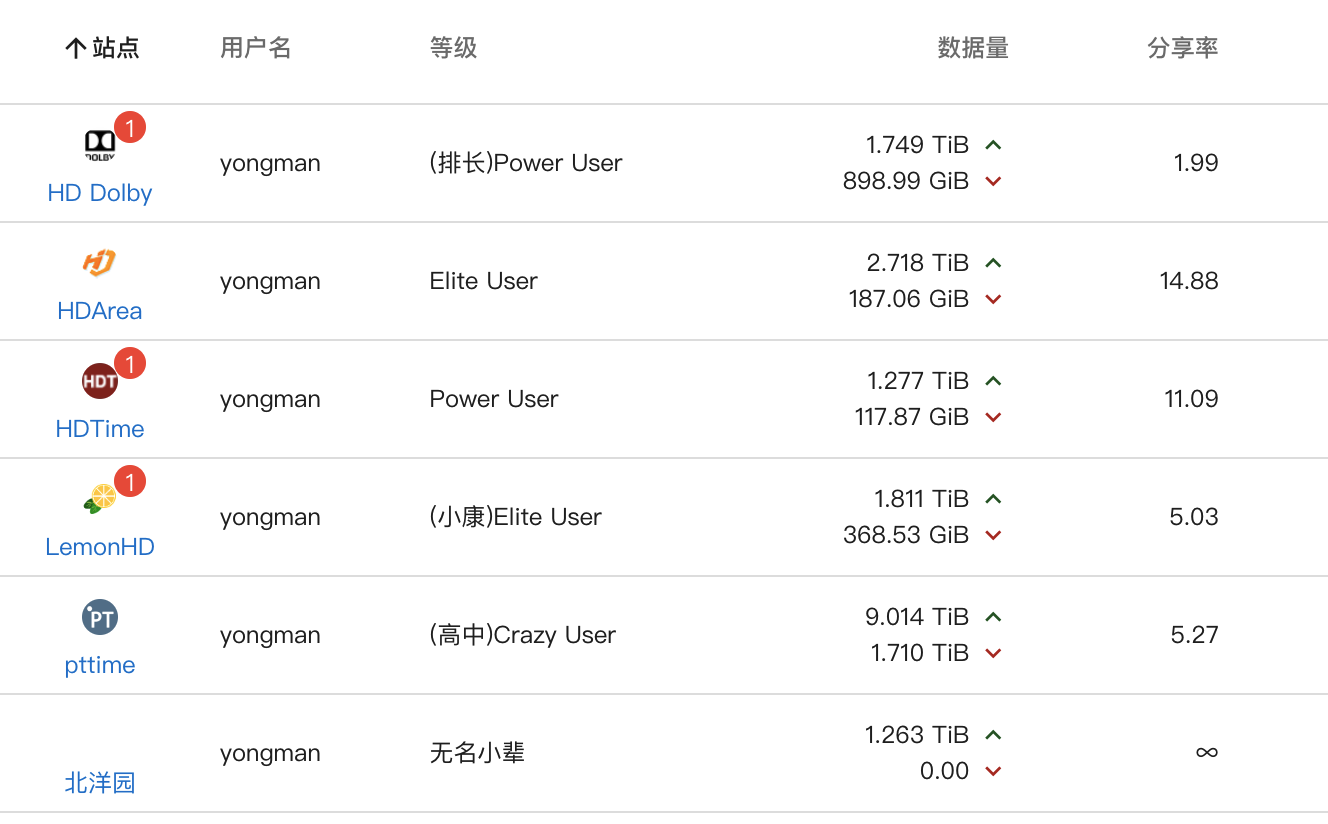 站点 用户名 等级 数据量 分享率
1
DOLBY
HD Dolby
yongman
(排长)Power User
1.749 TiB
898.99 GiB
1.99
HD
HDArea
yongman
Elite User
2.718 TiB
187.06 GiB
14.88
1
HDT
HDTime
yongman
Power User
1.277 TiB
117.87 GiB
11.09
1
LemonHD
yongman
(小康)Elite User
1.811 TiB
368.53 GiB
5.03
PT
pttime
yongman
(高中)Crazy User
9.014 TiB
1.710 TiB
5.27
北洋园
yongman
无名小辈
1.263 TiB
0.00
∞